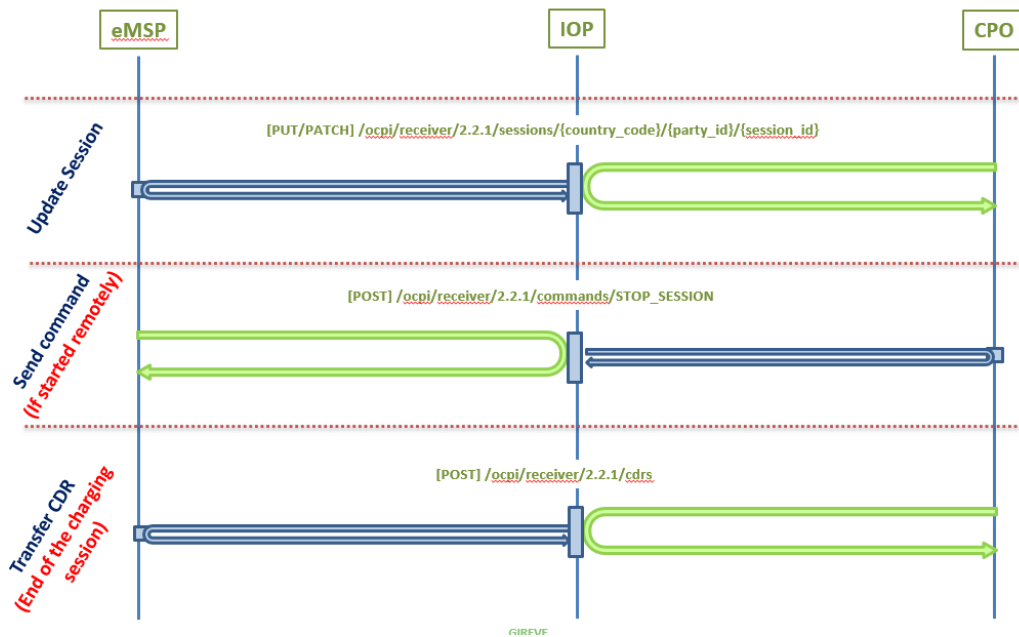 eMSP
IOP
CPO
Update Session
[PUT/PATCH] /ocpi/receiver/2.2.1/sessions/{country_code}/{party_id}/{session_id}
Send command
(If started remotely)
[POST] /ocpi/receiver/2.2.1/commands/STOP_SESSION
Transfer CDR
(End of the charging
session)
[POST] /ocpi/receiver/2.2.1/cdrs
GIREVE